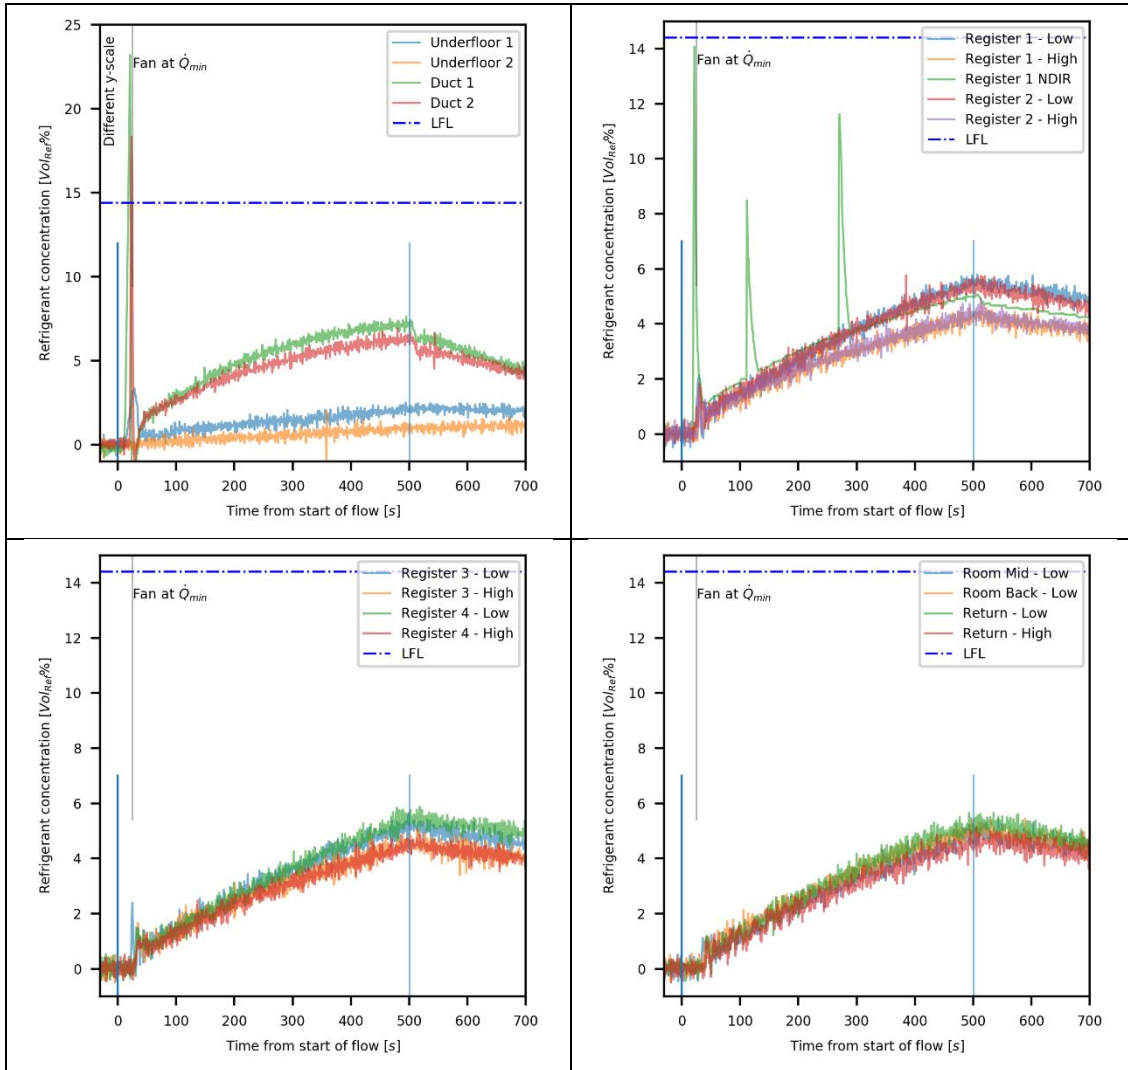 25
20
15
10
5
0
Different y-scale
Fan at Q̇min
Underfloor 1
Underfloor 2
Duct 1
Duct 2
LFL
Refrigerant concentration [VolRef%]
0 100 200 300 400 500 600 700
Time from start of flow [s]
14
12
10
8
6
4
2
0
Fan at Q̇min
Register 1 - Low
Register 1 - High
Register 1 NDIR
Register 2 - Low
Register 2 - High
LFL
Refrigerant concentration [VolRef%]
0 100 200 300 400 500 600 700
Time from start of flow [s]
14
12
10
8
6
4
2
0
Fan at Q̇min
Register 3 - Low
Register 3 - High
Register 4 - Low
Register 4 - High
LFL
Refrigerant concentration [VolRef%]
0 100 200 300 400 500 600 700
Time from start of flow [s]
14
12
10
8
6
4
2
0
Fan at Q̇min
Room Mid - Low
Room Back - Low
Return - Low
Return - High
LFL
Refrigerant concentration [VolRef%]
0 100 200 300 400 500 600 700
Time from start of flow [s]